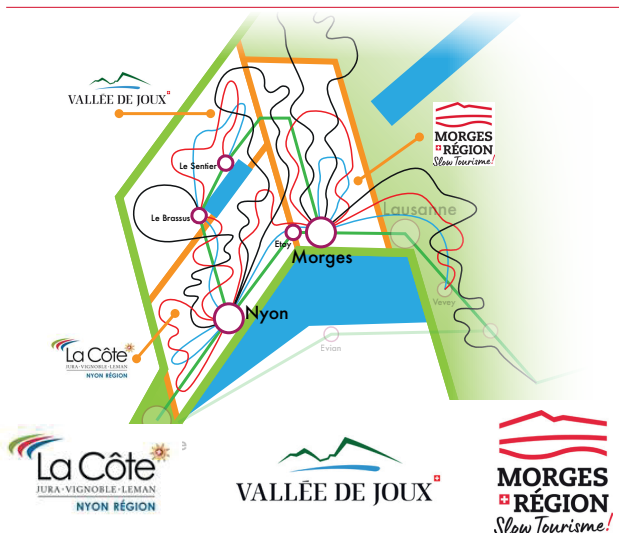 VALLÉE DE JOUX
MORGES
RÉGION
Slow Tourisme!
Le Sentier
Le Brassus
Lausanne
Etoy
Morges
Vevey
Nyon
Evian
La Côte
JURA·VIGNOBLE·LEMAN
NYON RÉGION
La Côte
JURA·VIGNOBLE·LEMAN
NYON RÉGION
VALLÉE DE JOUX
MORGES
RÉGION
Slow Tourisme!